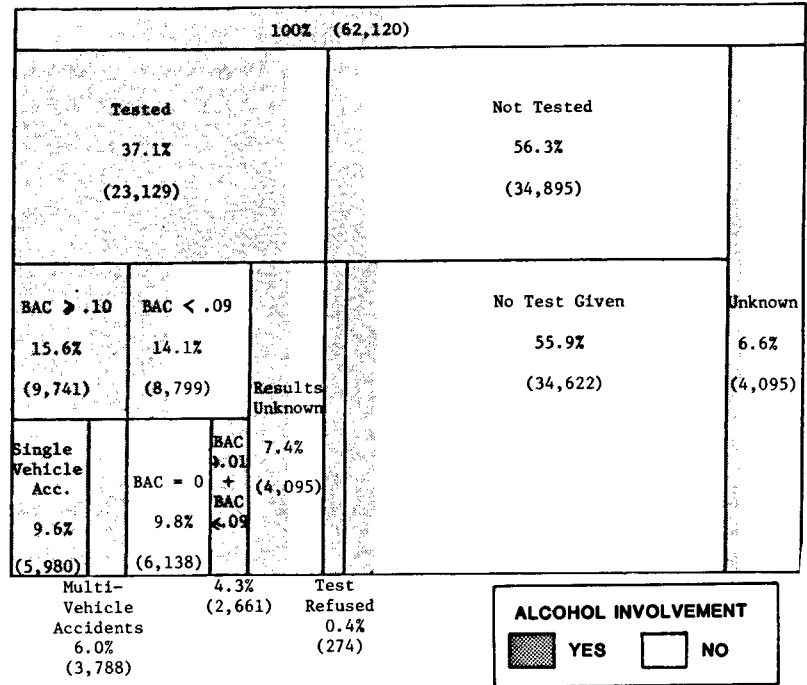 100% (62,120)
Tested
37.1%
(23,129)
Not Tested
56.3%
(34,895)
BAC ⩾ .10
15.6%
(9,741)
BAC < .09
14.1%
(8,799)
Results
Unknown
7.4%
(4,095)
No Test Given
55.9%
(34,622)
Unknown
6.6%
(4,095)
Single
Vehicle
Acc.
9.6%
(5,980)
BAC = 0
9.8%
(6,138)
BAC
⩾.01
+
BAC
⩽.09
Multi-
Vehicle
Accidents
6.0%
(3,788)
4.3%
(2,661)
Test
Refused
0.4%
(274)
ALCOHOL INVOLVEMENT
YES NO